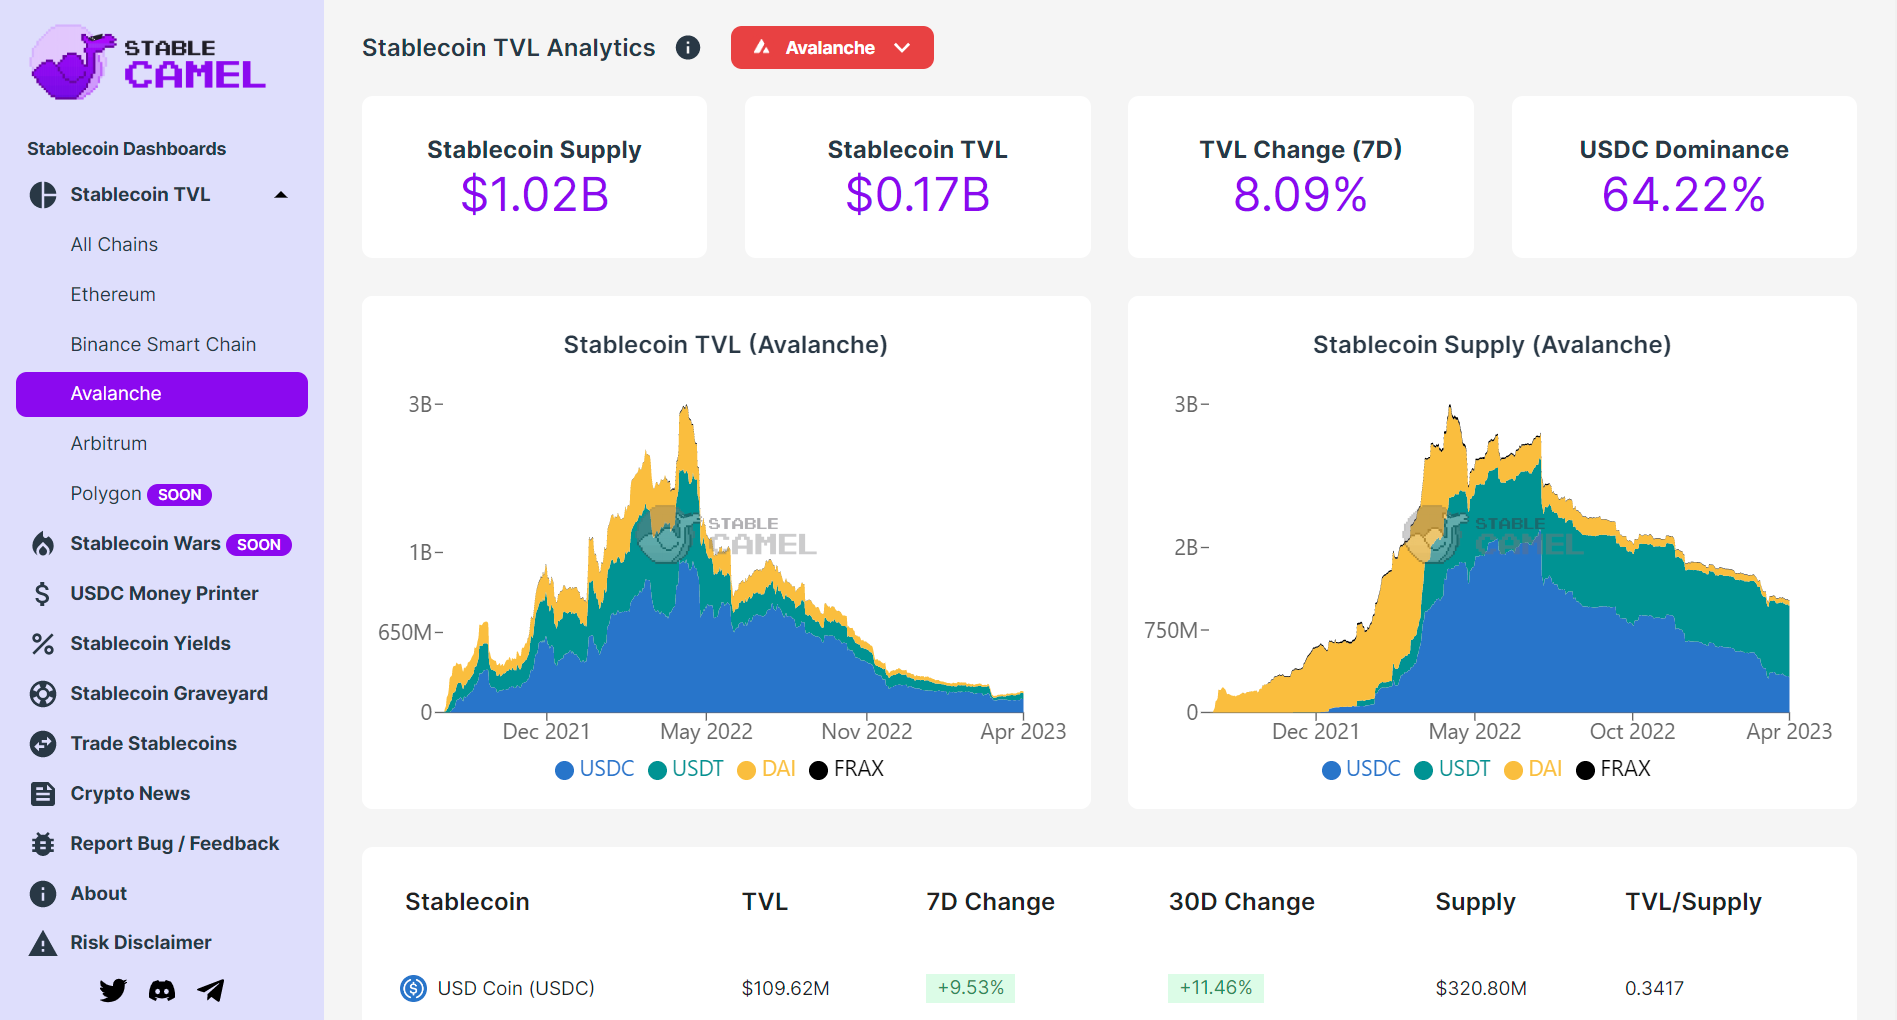 STABLE
CAMEL
Stablecoin Dashboards
Stablecoin TVL
All Chains
Ethereum
Binance Smart Chain
Avalanche
Arbitrum
Polygon SOON
Stablecoin Wars SOON
USDC Money Printer
Stablecoin Yields
Stablecoin Graveyard
Trade Stablecoins
Crypto News
Report Bug / Feedback
About
Risk Disclaimer
Stablecoin TVL Analytics
Avalanche
Stablecoin Supply
$1.02B
Stablecoin TVL
$0.17B
TVL Change (7D)
8.09%
USDC Dominance
64.22%
Stablecoin TVL (Avalanche)
3B
1B
650M
0
STABLE
CAMEL
Dec 2021 May 2022 Nov 2022 Apr 2023
USDC USDT DAI FRAX
Stablecoin Supply (Avalanche)
3B
2B
750M
0
STABLE
CAMEL
Dec 2021 May 2022 Oct 2022 Apr 2023
USDC USDT DAI FRAX
Stablecoin TVL 7D Change 30D Change Supply TVL/Supply
USD Coin (USDC) $109.62M +9.53% +11.46% $320.80M 0.3417